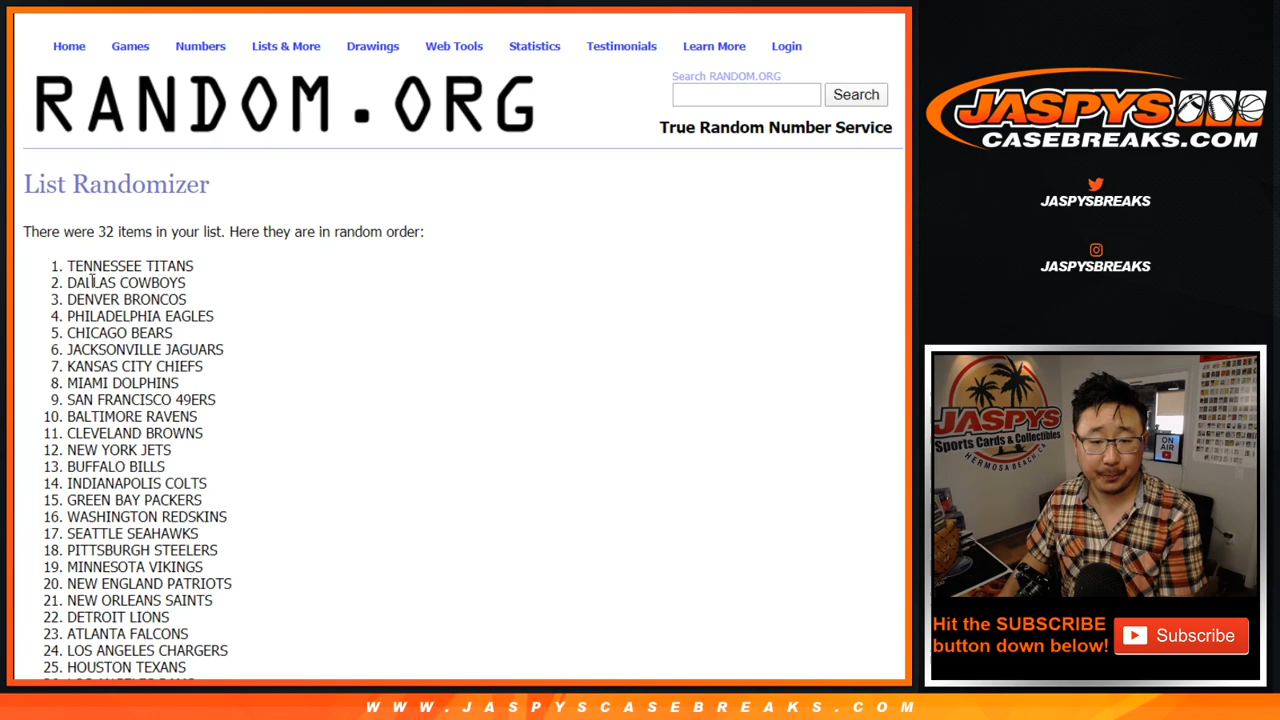 Home Games Numbers Lists & More Drawings Web Tools Statistics Testimonials Learn More Login
RANDOM.ORG
Search RANDOM.ORG
Search
True Random Number Service
List Randomizer
There were 32 items in your list. Here they are in random order:
1. TENNESSEE TITANS
2. DALLAS COWBOYS
3. DENVER BRONCOS
4. PHILADELPHIA EAGLES
5. CHICAGO BEARS
6. JACKSONVILLE JAGUARS
7. KANSAS CITY CHIEFS
8. MIAMI DOLPHINS
9. SAN FRANCISCO 49ERS
10. BALTIMORE RAVENS
11. CLEVELAND BROWNS
12. NEW YORK JETS
13. BUFFALO BILLS
14. INDIANAPOLIS COLTS
15. GREEN BAY PACKERS
16. WASHINGTON REDSKINS
17. SEATTLE SEAHAWKS
18. PITTSBURGH STEELERS
19. MINNESOTA VIKINGS
20. NEW ENGLAND PATRIOTS
21. NEW ORLEANS SAINTS
22. DETROIT LIONS
23. ATLANTA FALCONS
24. LOS ANGELES CHARGERS
25. HOUSTON TEXANS
JASPYS
CASEBREAKS.COM
JASPYSBREAKS
JASPYSBREAKS
JASPYS
Sports Cards & Collectibles
HERMOSA BEACH, CA
ON
AIR
Hit the SUBSCRIBE
button down below!
Subscribe
WWW.JASPYSCASEBREAKS.COM